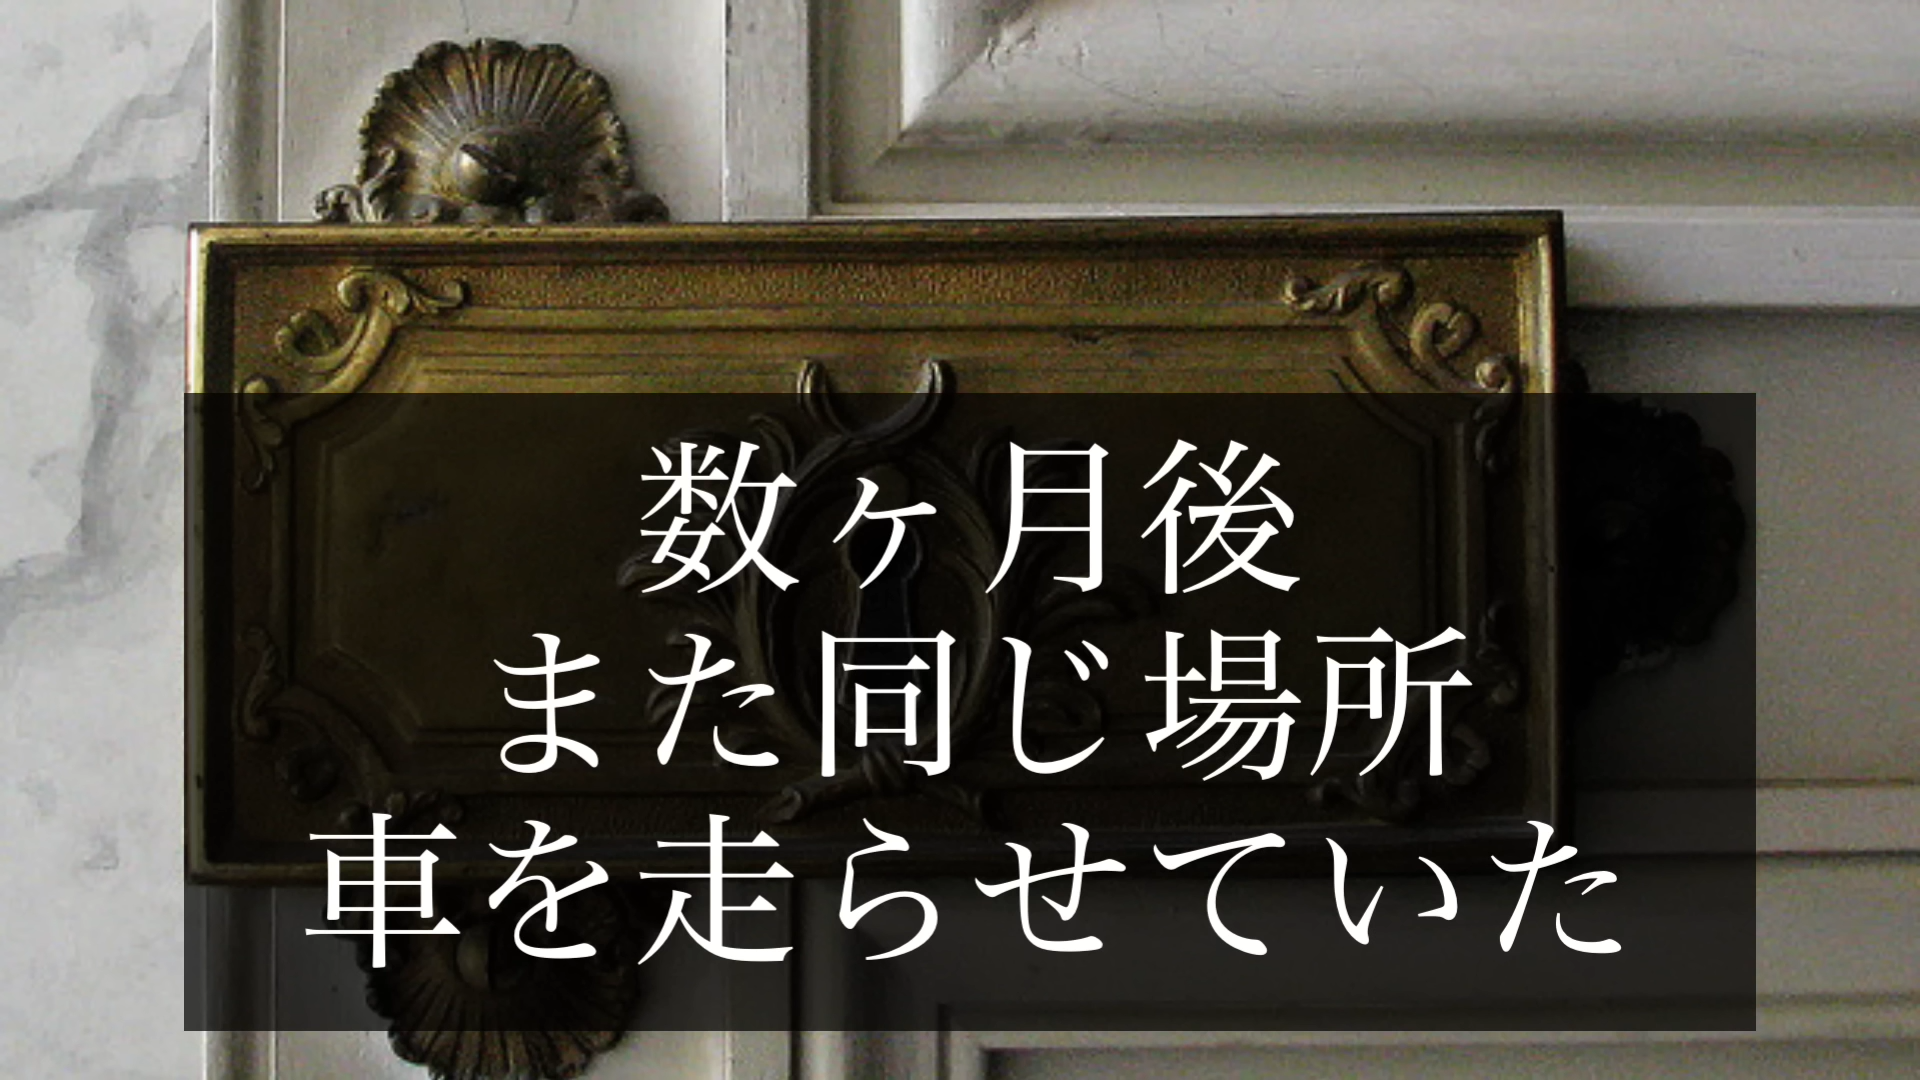 数ヶ月後
また同じ場所
車を走らせていた